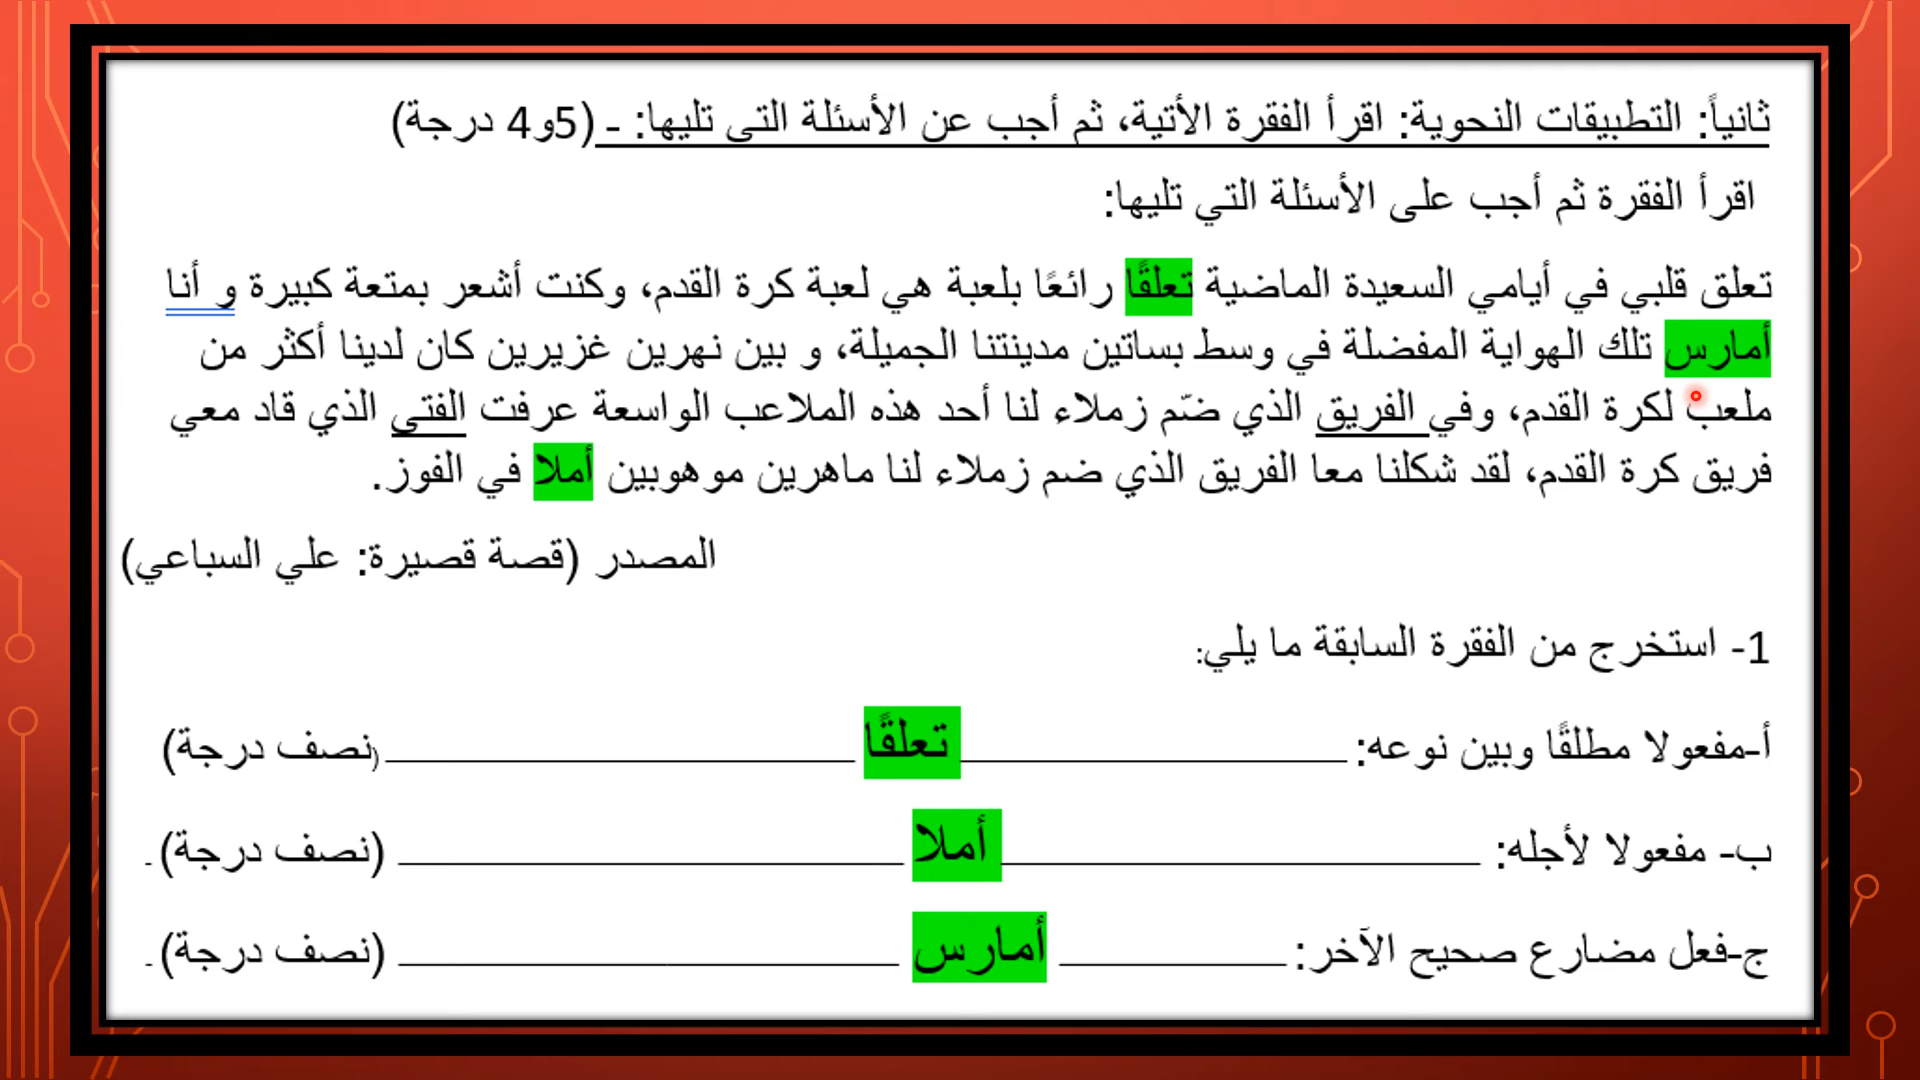 ثانياً: التطبيقات النحوية: اقرأ الفقرة الأتية، ثم أجب عن الأسئلة التى تليها: - (5و4 درجة)
اقرأ الفقرة ثم أجب على الأسئلة التي تليها:
تعلق قلبي في أيامي السعيدة الماضية تعلقًا رائعًا بلعبة هي لعبة كرة القدم، وكنت أشعر بمتعة كبيرة و أنا
أمارس تلك الهواية المفضلة في وسط بساتين مدينتنا الجميلة، و بين نهرين غزيرين كان لدينا أكثر من
ملعب لكرة القدم، وفي الفريق الذي ضّم زملاء لنا أحد هذه الملاعب الواسعة عرفت الفتى الذي قاد معي
فريق كرة القدم، لقد شكلنا معا الفريق الذي ضم زملاء لنا ماهرين موهوبين أملا في الفوز.
المصدر (قصة قصيرة: علي السباعي)
1- استخرج من الفقرة السابقة ما يلي:
أ-مفعولا مطلقًا وبين نوعه: تعلقًا (نصف درجة)
ب- مفعولا لأجله: أملا (نصف درجة) -
ج-فعل مضارع صحيح الآخر: أمارس (نصف درجة) -